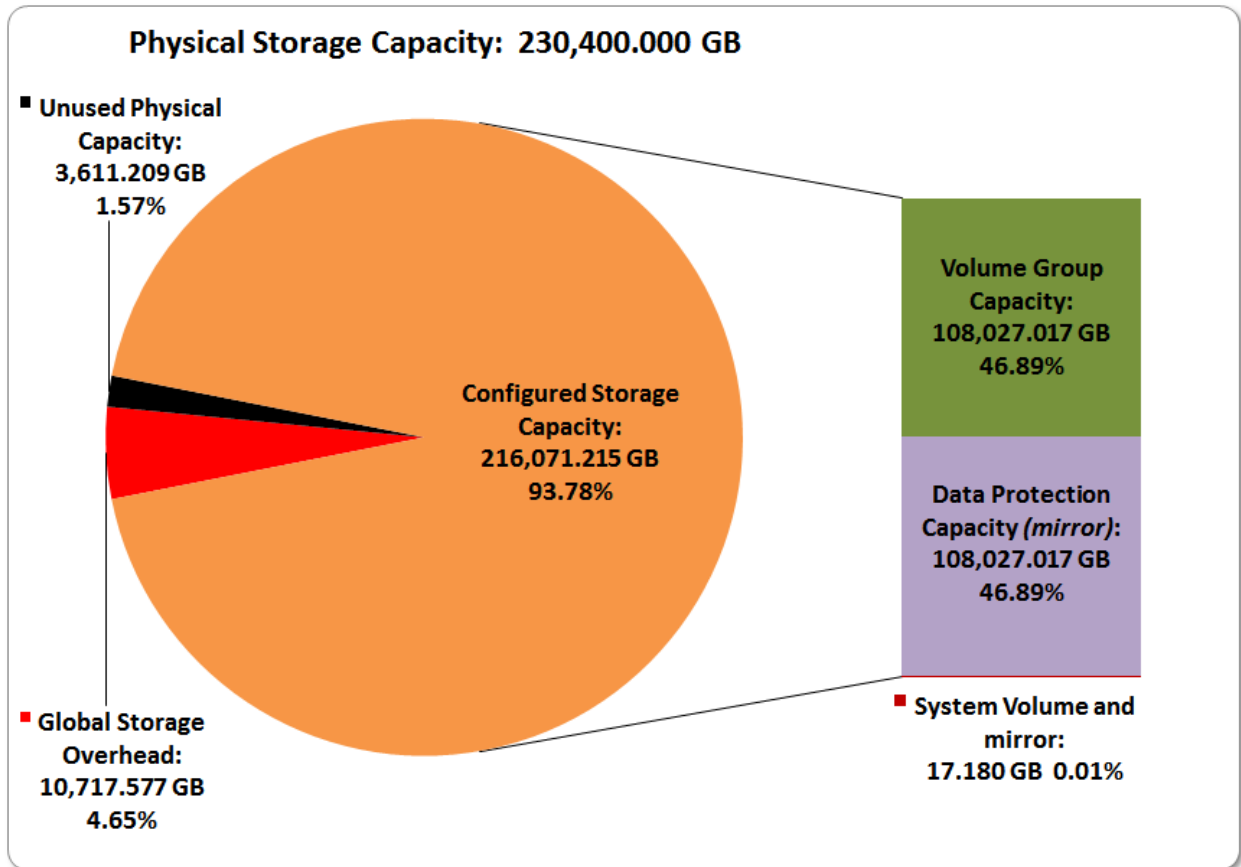 Physical Storage Capacity: 230,400.000 GB
Unused Physical
Capacity:
3,611.209 GB
1.57%
Configured Storage
Capacity:
216,071.215 GB
93.78%
Volume Group
Capacity:
108,027.017 GB
46.89%
Data Protection
Capacity (mirror):
108,027.017 GB
46.89%
Global Storage
Overhead:
10,717.577 GB
4.65%
System Volume and
mirror:
17.180 GB 0.01%